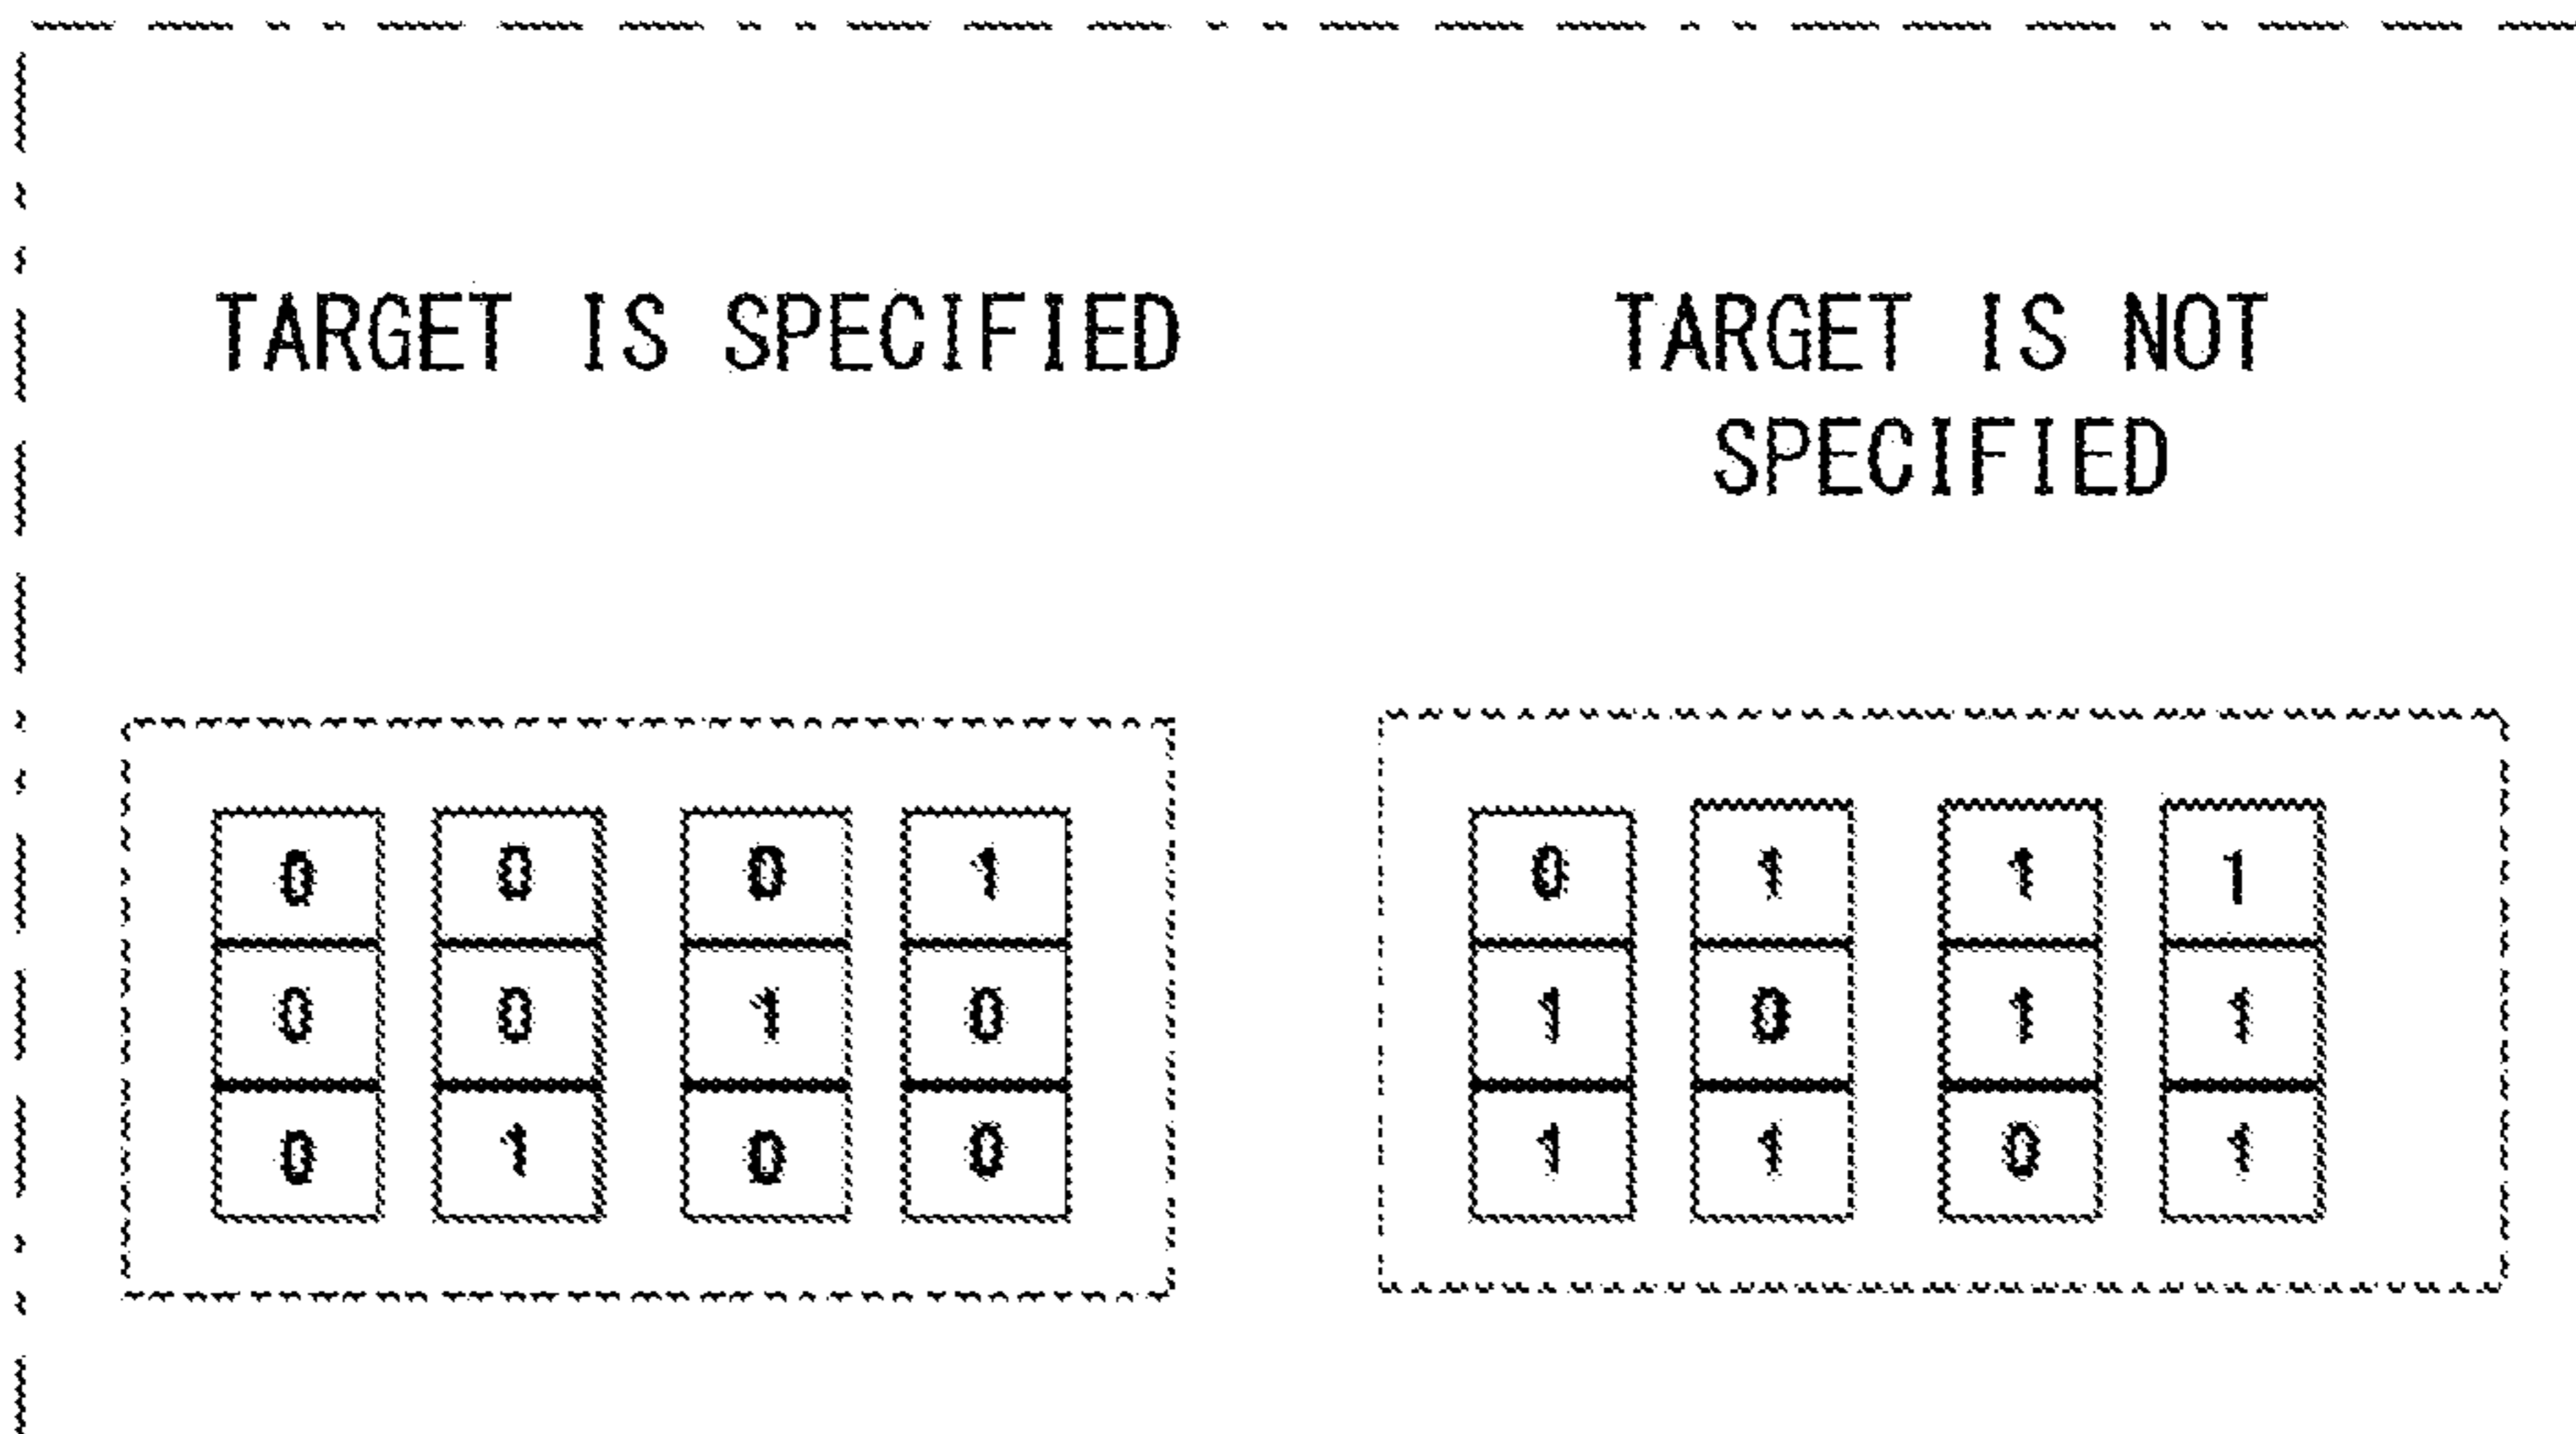 TARGET IS SPECIFIED
TARGET IS NOT
SPECIFIED
0 0 0 1
0 0 1 0
0 1 0 0
0 1 1 1
1 0 1 1
1 1 0 1